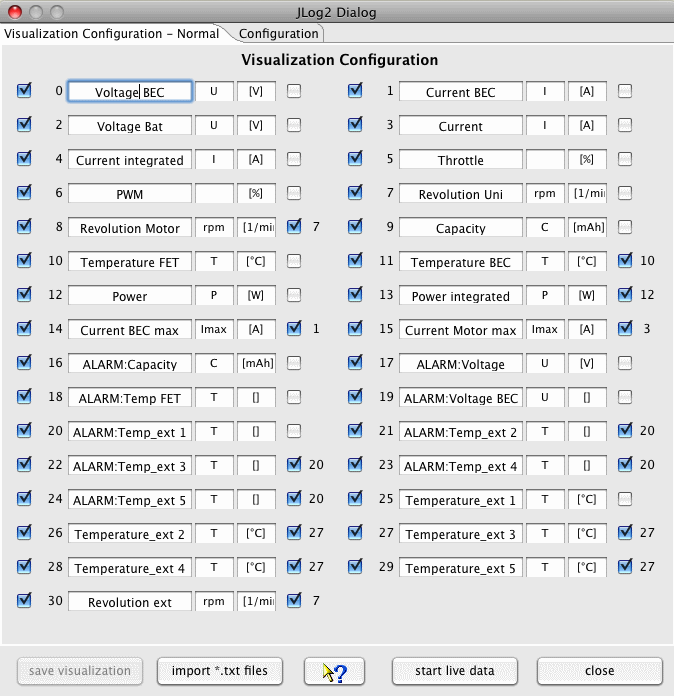 JLog2 Dialog
Visualization Configuration – Normal
Configuration
Visualization Configuration
0 Voltage BEC U [V] 1 Current BEC I [A]
2 Voltage Bat U [V] 3 Current I [A]
4 Current integrated I [A] 5 Throttle [%]
6 PWM [%] 7 Revolution Uni rpm [1/mi
8 Revolution Motor rpm [1/mi 7 9 Capacity C [mAh]
10 Temperature FET T [°C] 11 Temperature BEC T [°C] 10
12 Power P [W] 13 Power integrated P [W] 12
14 Current BEC max Imax [A] 1 15 Current Motor max Imax [A] 3
16 ALARM:Capacity C [mAh] 17 ALARM:Voltage U [V]
18 ALARM:Temp FET T [] 19 ALARM:Voltage BEC U []
20 ALARM:Temp_ext 1 T [] 21 ALARM:Temp_ext 2 T [] 20
22 ALARM:Temp_ext 3 T [] 20 23 ALARM:Temp_ext 4 T [] 20
24 ALARM:Temp_ext 5 T [] 20 25 Temperature_ext 1 T [°C]
26 Temperature_ext 2 T [°C] 27 27 Temperature_ext 3 T [°C] 27
28 Temperature_ext 4 T [°C] 27 29 Temperature_ext 5 T [°C] 27
30 Revolution ext rpm [1/mi 7
save visualization
import *.txt files
?
start live data
close